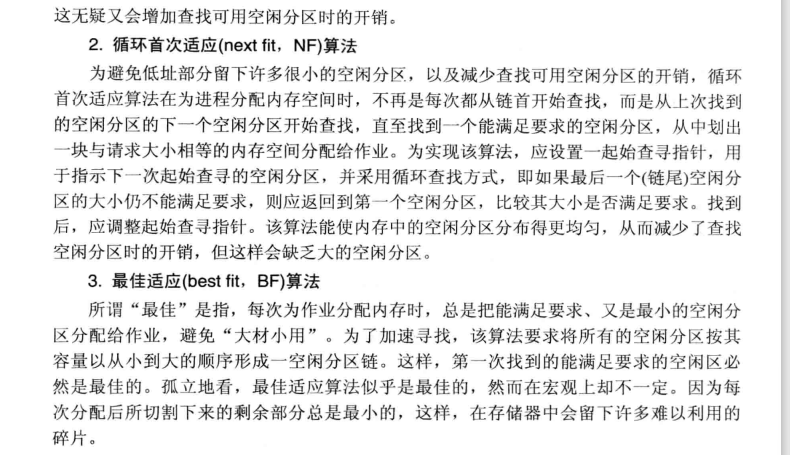 这无疑又会增加查找可用空闲分区时的开销。
2. 循环首次适应(next fit，NF)算法
为避免低址部分留下许多很小的空闲分区，以及减少查找可用空闲分区的开销，循环
首次适应算法在为进程分配内存空间时，不再是每次都从链首开始查找，而是从上次找到
的空闲分区的下一个空闲分区开始查找，直至找到一个能满足要求的空闲分区，从中划出
一块与请求大小相等的内存空间分配给作业。为实现该算法，应设置一起始查寻指针，用
于指示下一次起始查寻的空闲分区，并采用循环查找方式，即如果最后一个(链尾)空闲分
区的大小仍不能满足要求，则应返回到第一个空闲分区，比较其大小是否满足要求。找到
后，应调整起始查寻指针。该算法能使内存中的空闲分区分布得更均匀，从而减少了查找
空闲分区时的开销，但这样会缺乏大的空闲分区。
3. 最佳适应(best fit，BF)算法
所谓“最佳”是指，每次为作业分配内存时，总是把能满足要求、又是最小的空闲分
区分配给作业，避免“大材小用”。为了加速寻找，该算法要求将所有的空闲分区按其
容量以从小到大的顺序形成一空闲分区链。这样，第一次找到的能满足要求的空闲区必
然是最佳的。孤立地看，最佳适应算法似乎是最佳的，然而在宏观上却不一定。因为每
次分配后所切割下来的剩余部分总是最小的，这样，在存储器中会留下许多难以利用的
碎片。